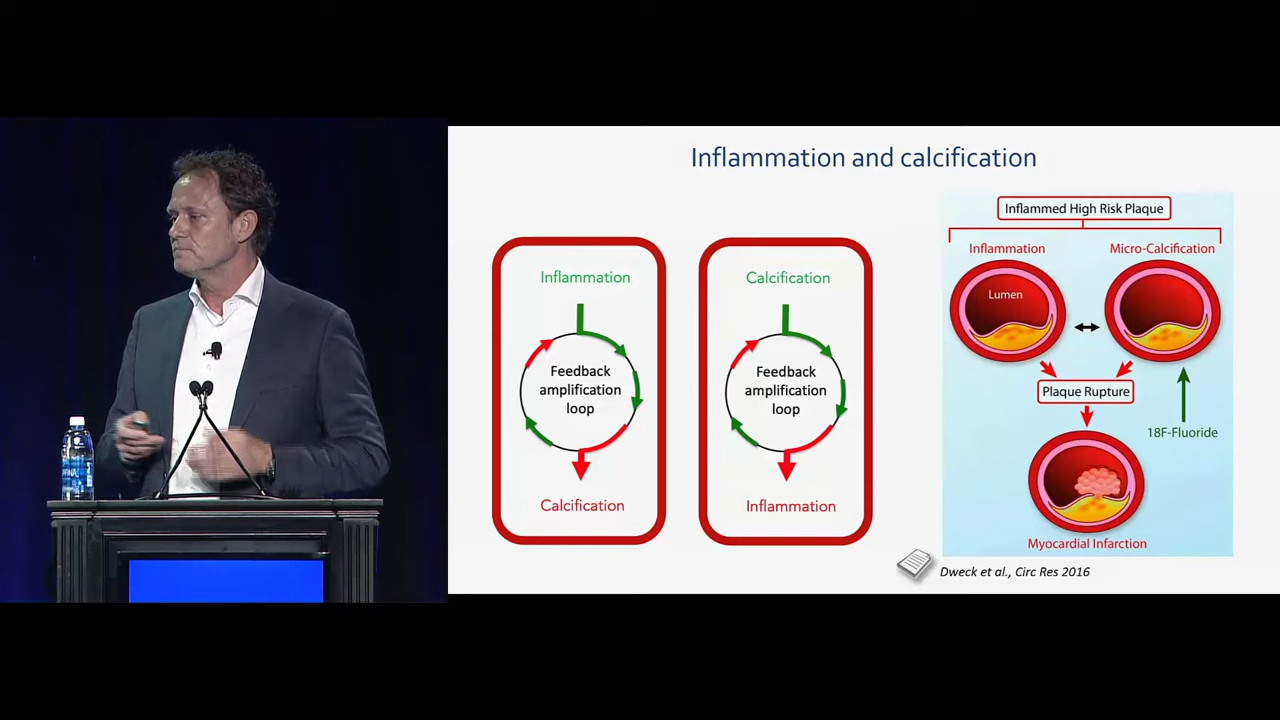 Inflammation and calcification
Inflammation
Feedback
amplification
loop
Calcification
Calcification
Feedback
amplification
loop
Inflammation
Inflammed High Risk Plaque
Inflammation
Micro-Calcification
Lumen
Plaque Rupture
18F-Fluoride
Myocardial Infarction
Dweck et al., Circ Res 2016